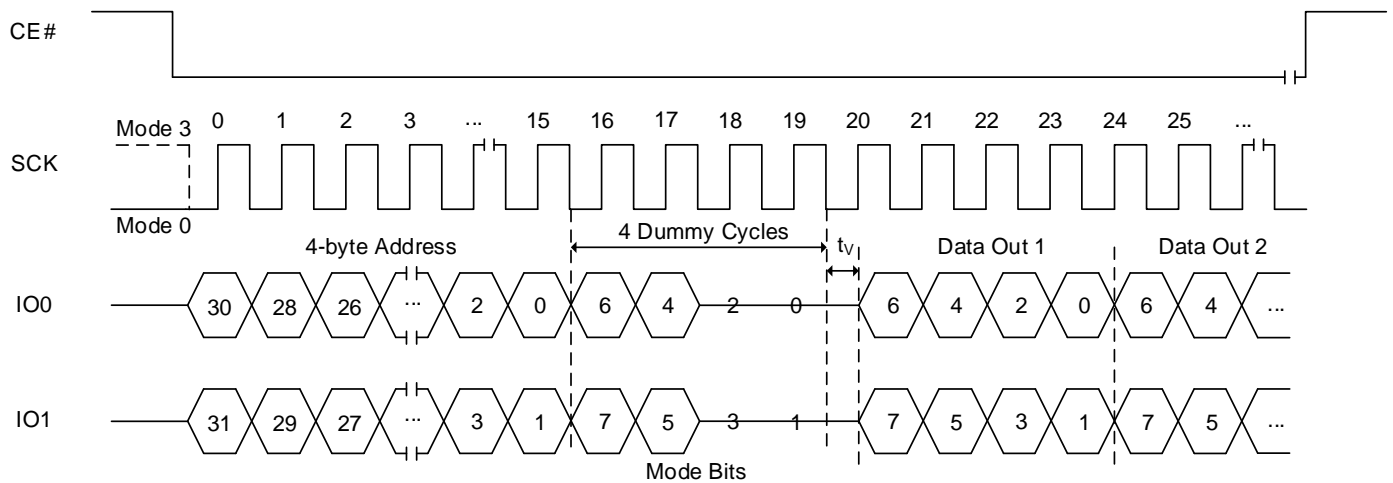 CE#
Mode 3 0 1 2 3 ... 15 16 17 18 19 20 21 22 23 24 25 ...
SCK
Mode 0
4-byte Address 4 Dummy Cycles tV Data Out 1 Data Out 2
IO0 30 28 26 ... 2 0 6 4 2 0 6 4 2 0 6 4 ...
IO1 31 29 27 ... 3 1 7 5 3 1 7 5 3 1 7 5 ...
Mode Bits